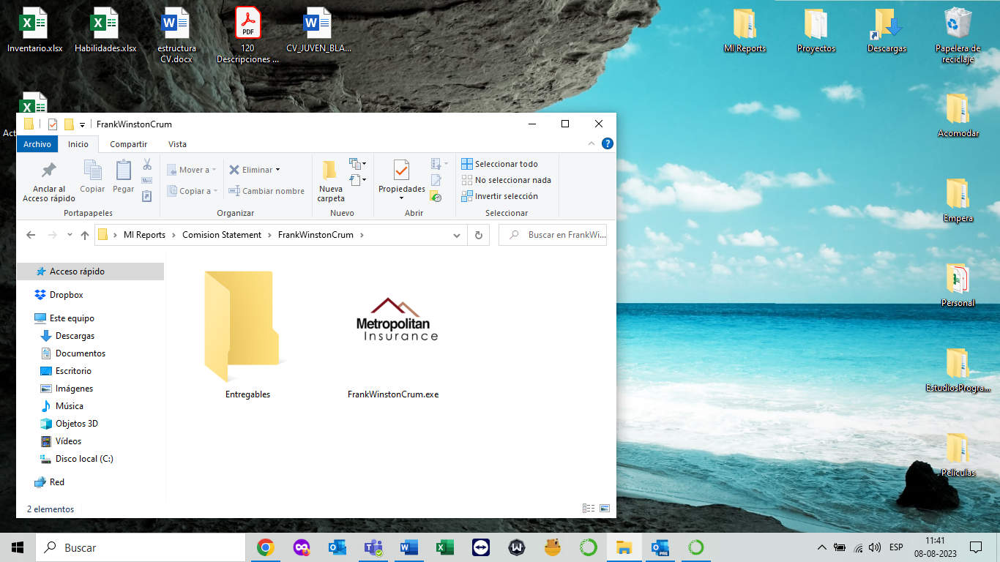 Inventario.xlsx
Habilidades.xlsx
estructura
CV.docx
PDF
120
Descripciones ...
CV_JUVEN_BLA...
MI Reports
Proyectos
Descargas
Papelera de
reciclaje
Act
FrankWinstonCrum
Archivo
Inicio
Compartir
Vista
Anclar al
Acceso rápido
Copiar
Pegar
Portapapeles
Mover a
Copiar a
Eliminar
Cambiar nombre
Organizar
Nueva
carpeta
Nuevo
Propiedades
Abrir
Seleccionar todo
No seleccionar nada
Invertir selección
Seleccionar
MI Reports > Comision Statement > FrankWinstonCrum >
Buscar en FrankWi...
Acceso rápido
Dropbox
Este equipo
Descargas
Documentos
Escritorio
Imágenes
Música
Objetos 3D
Vídeos
Disco local (C:)
Red
Metropolitan
Insurance
Entregables
FrankWinstonCrum.exe
2 elementos
Acomodar
Empera
Personal
EstudiosProgra...
Películas
Buscar
PRE
ESP
11:41
08-08-2023